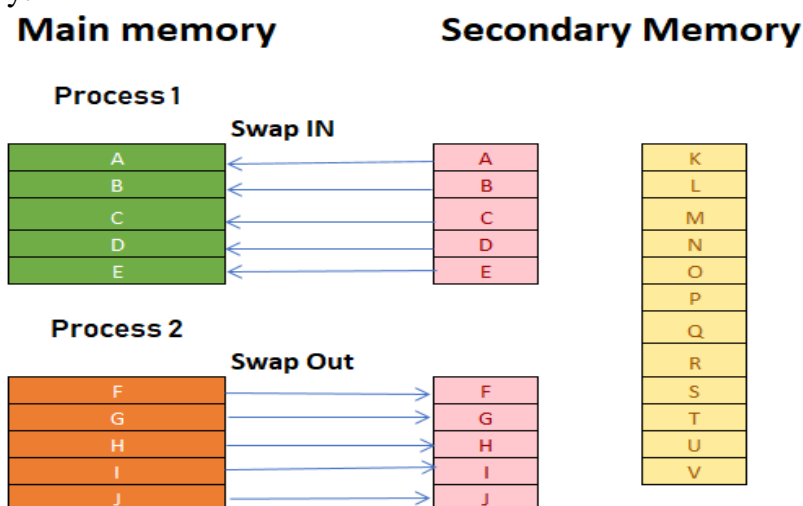 y.
Main memory
Secondary Memory
Process 1
Swap IN
A
B
C
D
E
A
B
C
D
E
K
L
M
N
O
P
Q
R
S
T
U
V
Process 2
Swap Out
F
G
H
I
J
F
G
H
I
J